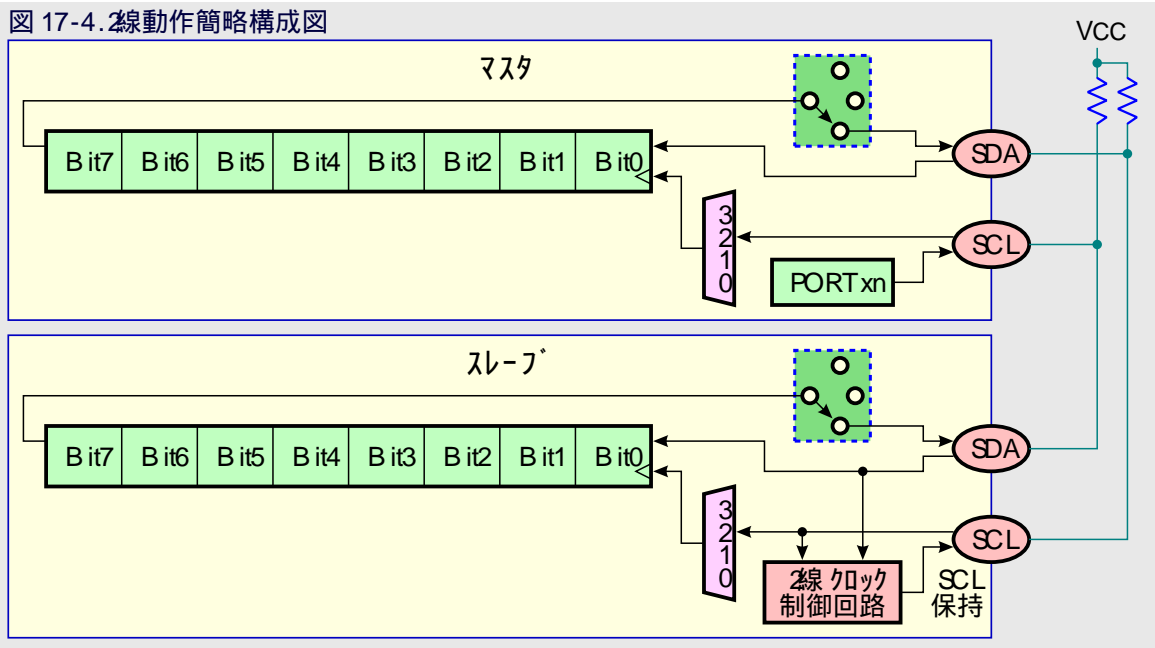 図 17-4. 2線動作簡略構成図
VCC
ﾏｽﾀ
Bit7 Bit6 Bit5 Bit4 Bit3 Bit2 Bit1 Bit0
SDA
3
2
1
0
SCL
PORTxn
ｽﾚｰﾌﾞ
Bit7 Bit6 Bit5 Bit4 Bit3 Bit2 Bit1 Bit0
SDA
3
2
1
0
SCL
2線 ｸﾛｯｸ
制御回路
SCL
保持